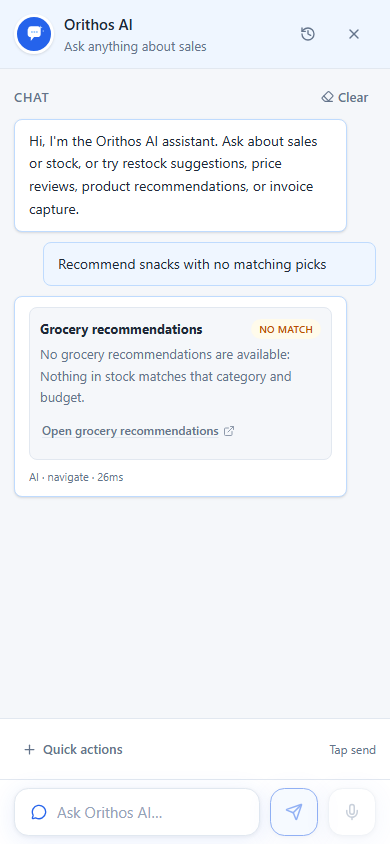 Orithos AI
Ask anything about sales
CHAT
Clear
Hi, I'm the Orithos AI assistant. Ask about sales
or stock, or try restock suggestions, price
reviews, product recommendations, or invoice
capture.
Recommend snacks with no matching picks
Grocery recommendations
NO MATCH
No grocery recommendations are available:
Nothing in stock matches that category and
budget.
Open grocery recommendations
AI · navigate · 26ms
Quick actions
Tap send
Ask Orithos AI...